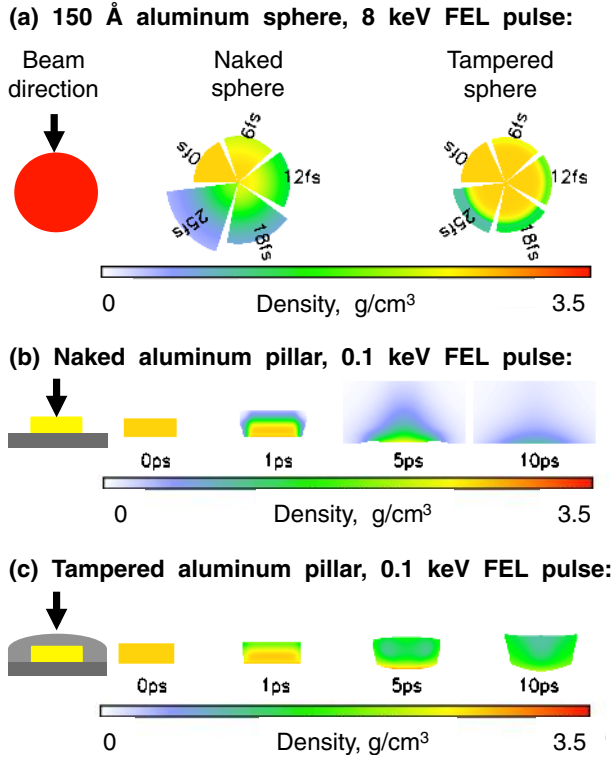 (a) 150 Å aluminum sphere, 8 keV FEL pulse:
Beam direction
Naked sphere
Tampered sphere
0fs 6fs 12fs 18fs 25fs
0fs 6fs 12fs 18fs 25fs
0 Density, g/cm³ 3.5
(b) Naked aluminum pillar, 0.1 keV FEL pulse:
0ps 1ps 5ps 10ps
0 Density, g/cm³ 3.5
(c) Tampered aluminum pillar, 0.1 keV FEL pulse:
0ps 1ps 5ps 10ps
0 Density, g/cm³ 3.5